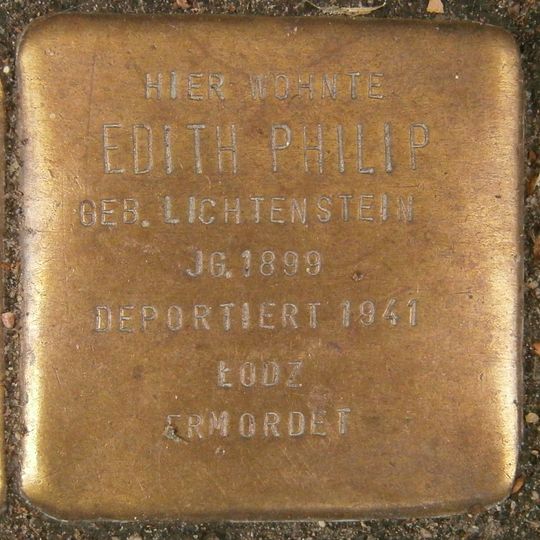 HIER WOHNTE
EDITH PHILIP
GEB. LICHTENSTEIN
JG. 1899
DEPORTIERT 1941
ŁODZ
ERMORDET